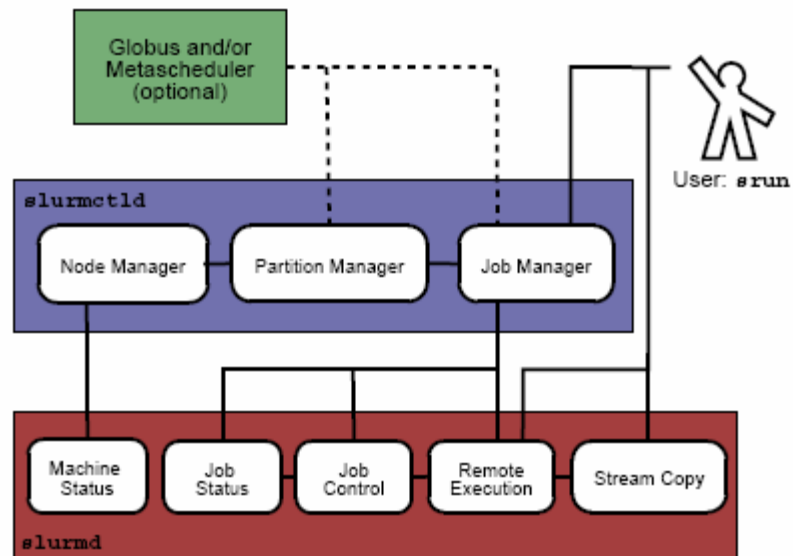 Globus and/or
Metascheduler
(optional)
User: srun
slurmctld
Node Manager
Partition Manager
Job Manager
Machine
Status
Job
Status
Job
Control
Remote
Execution
Stream Copy
slurmd